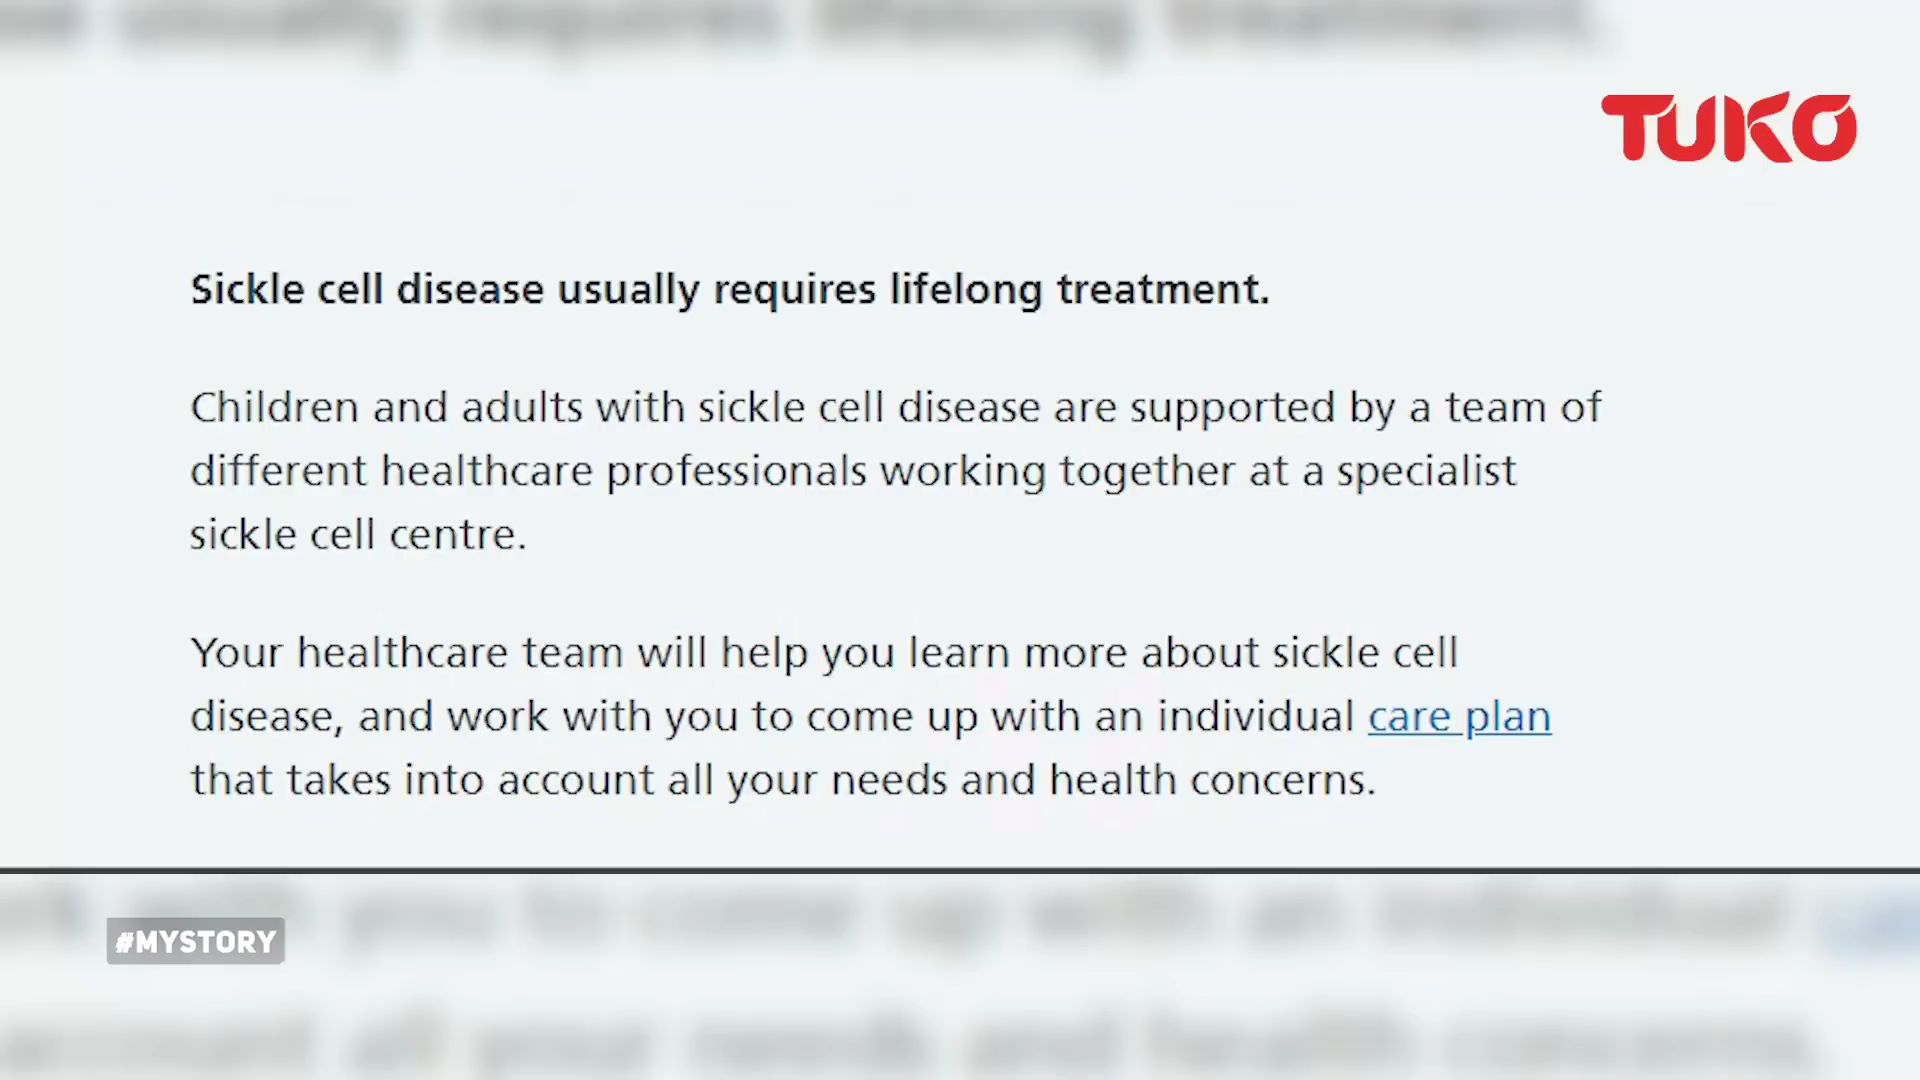 TUKO
Sickle cell disease usually requires lifelong treatment.
Children and adults with sickle cell disease are supported by a team of
different healthcare professionals working together at a specialist
sickle cell centre.
Your healthcare team will help you learn more about sickle cell
disease, and work with you to come up with an individual care plan
that takes into account all your needs and health concerns.
#MYSTORY